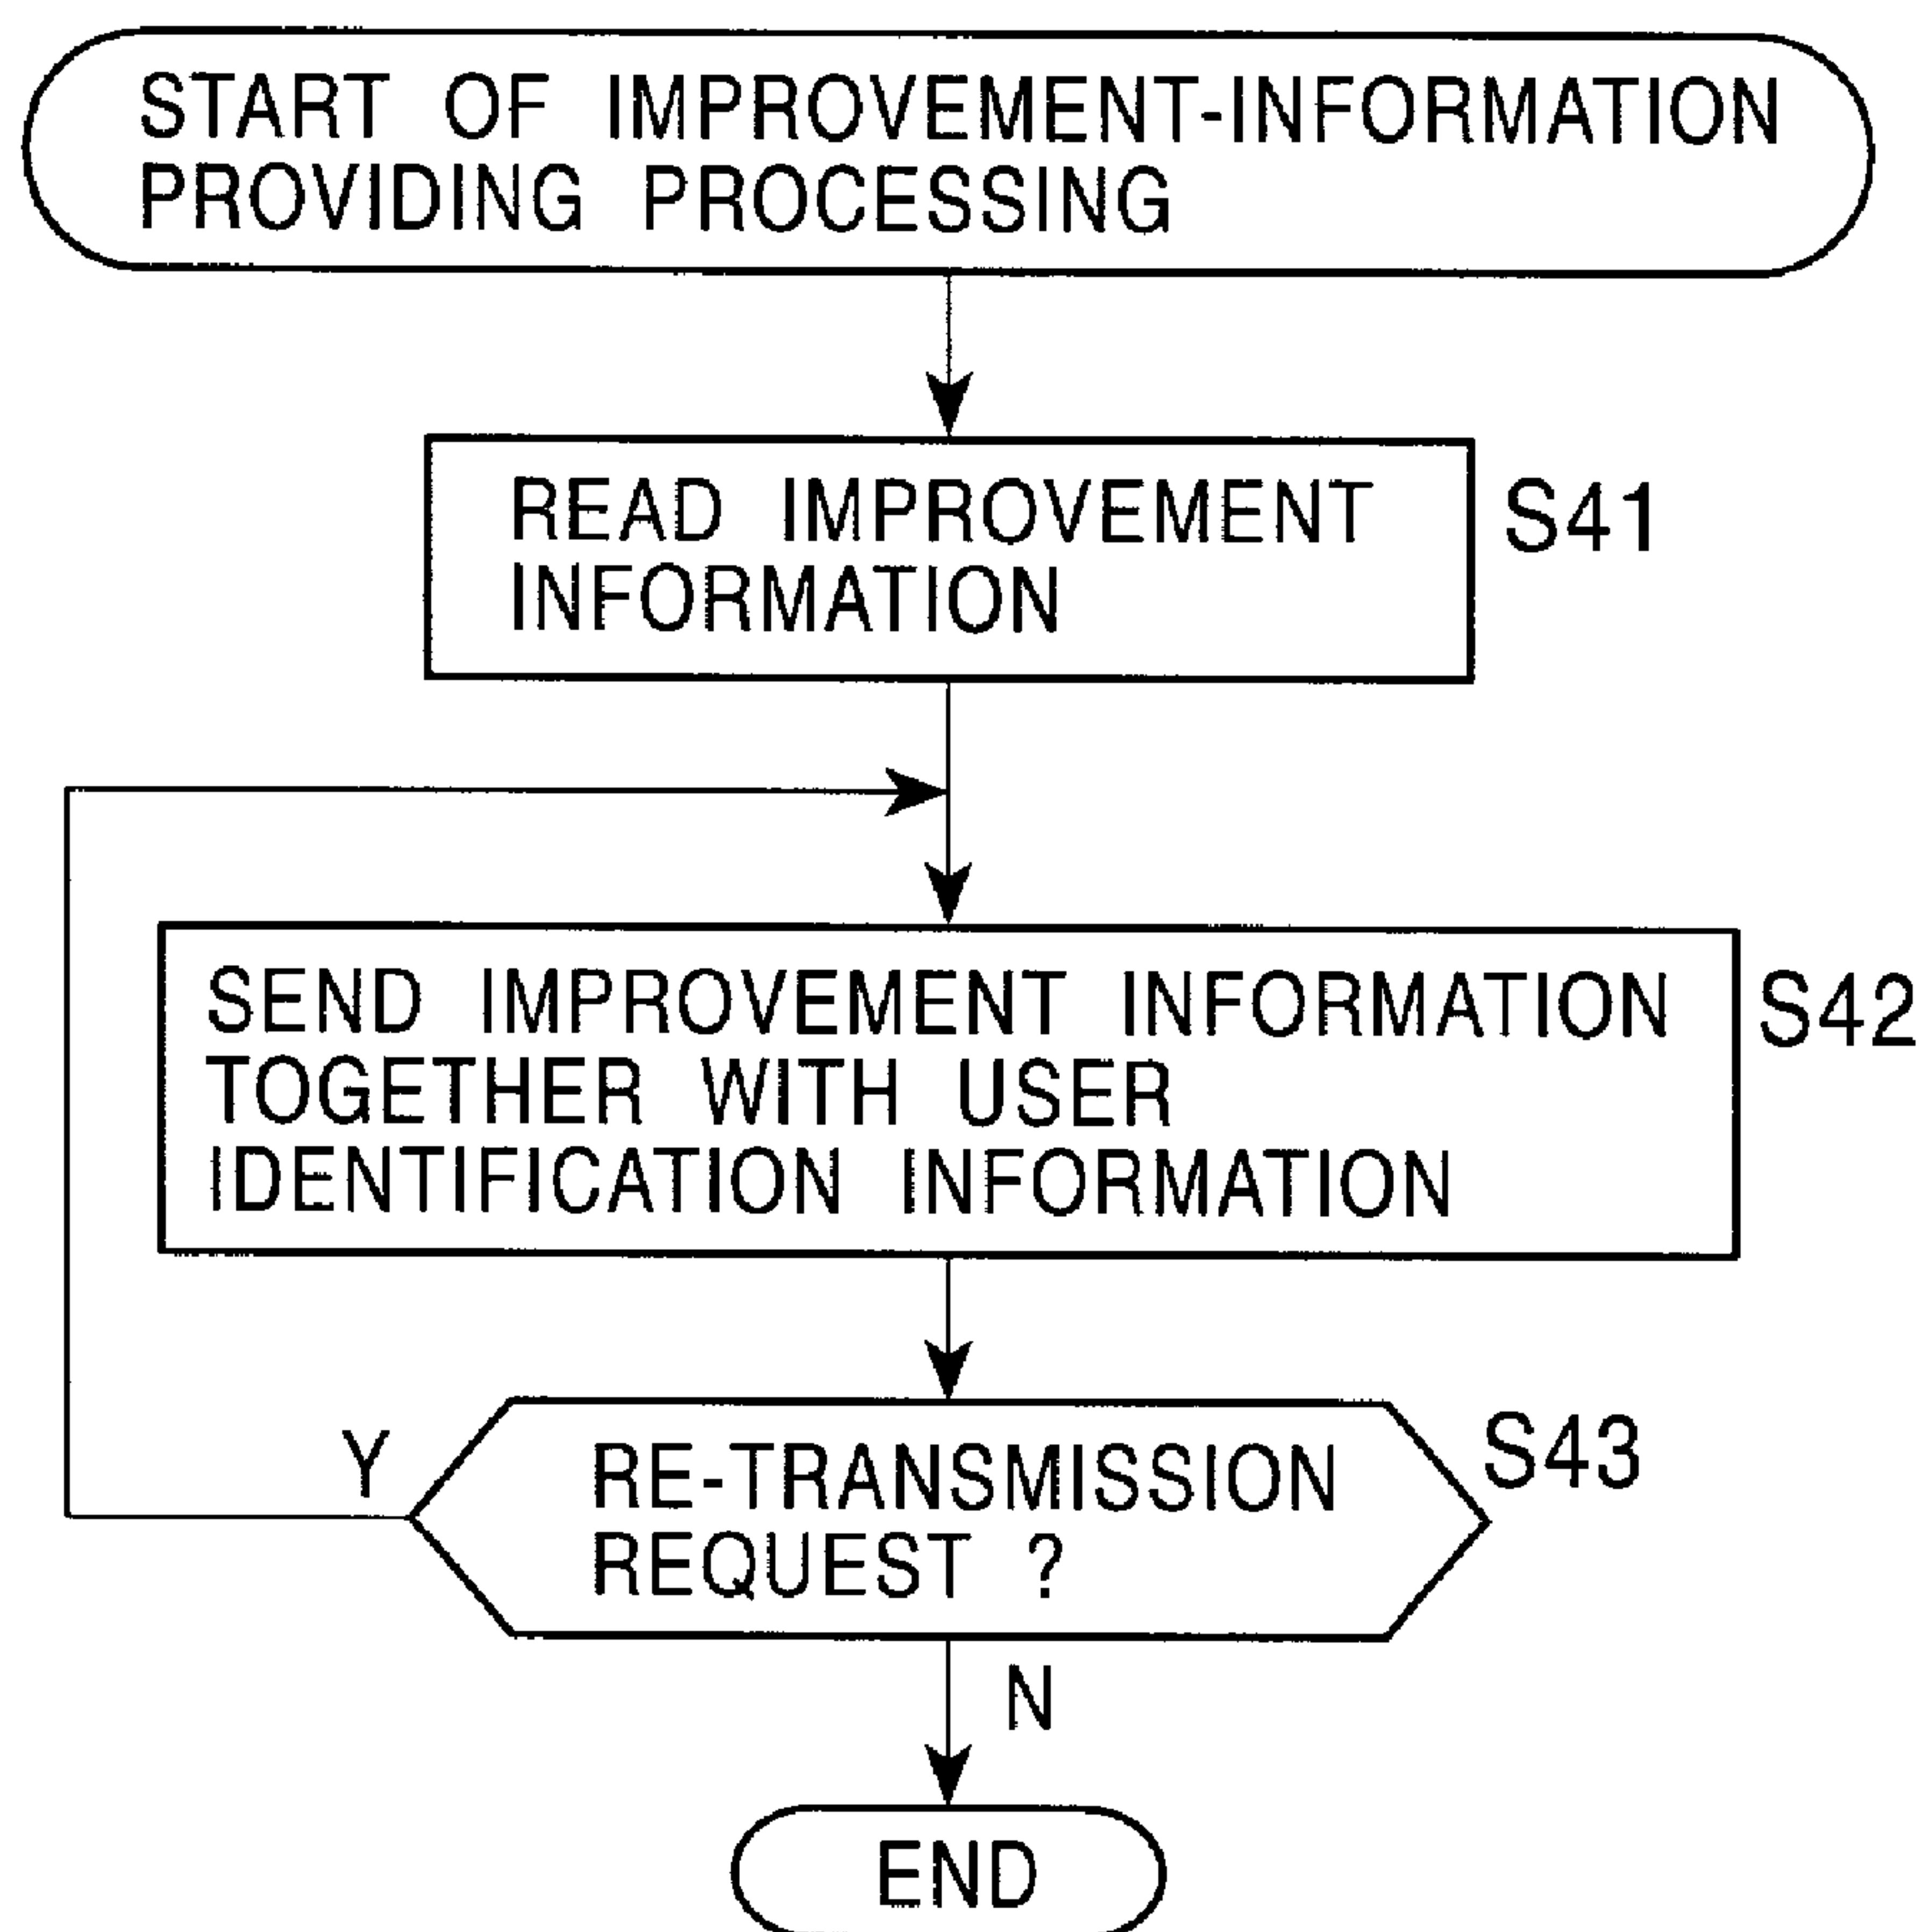 START OF IMPROVEMENT-INFORMATION
PROVIDING PROCESSING
READ IMPROVEMENT
INFORMATION
S41
SEND IMPROVEMENT INFORMATION
TOGETHER WITH USER
IDENTIFICATION INFORMATION
S42
Y
RE-TRANSMISSION
REQUEST ?
S43
N
END